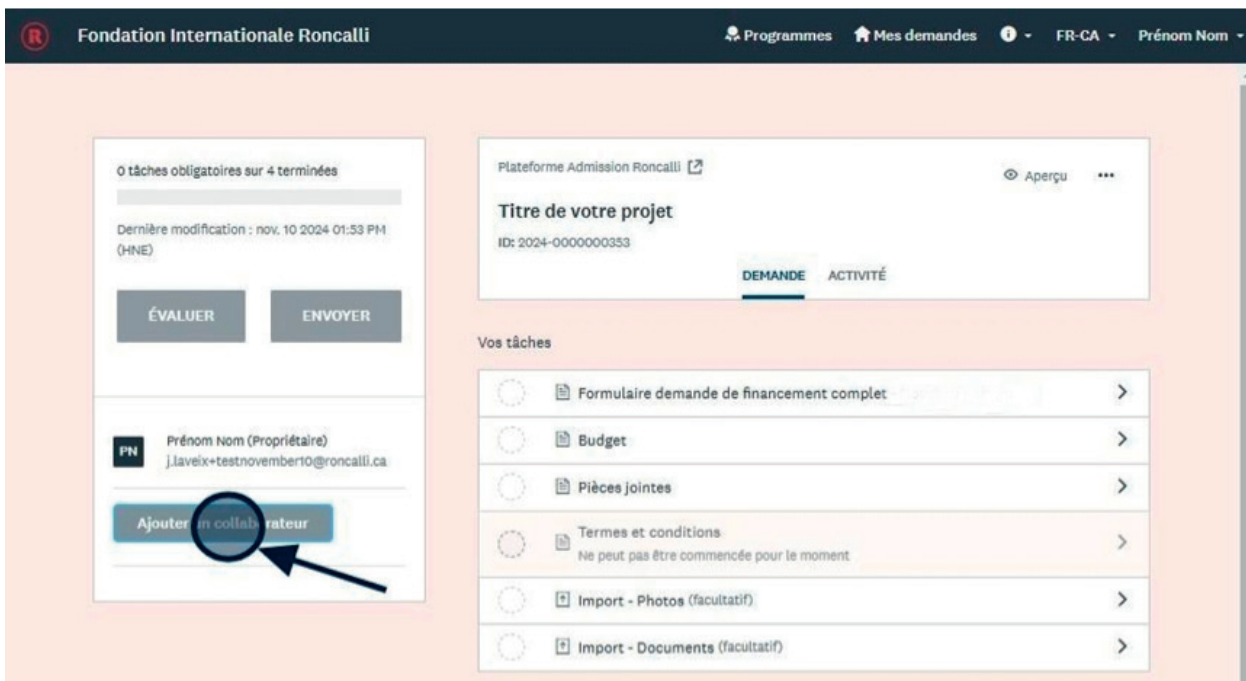 R
Fondation Internationale Roncalli
Programmes
Mes demandes
FR-CA
Prénom Nom
0 tâches obligatoires sur 4 terminées
Dernière modification : nov. 10 2024 01:53 PM
(HNE)
ÉVALUER
ENVOYER
PN
Prénom Nom (Propriétaire)
j.laveix+testnovember10@roncalli.ca
Ajouter un collaborateur
Plateforme Admission Roncalli
Aperçu
Titre de votre projet
ID: 2024-0000000353
DEMANDE
ACTIVITÉ
Vos tâches
Formulaire demande de financement complet
Budget
Pièces jointes
Termes et conditions
Ne peut pas être commencée pour le moment
Import - Photos (facultatif)
Import - Documents (facultatif)